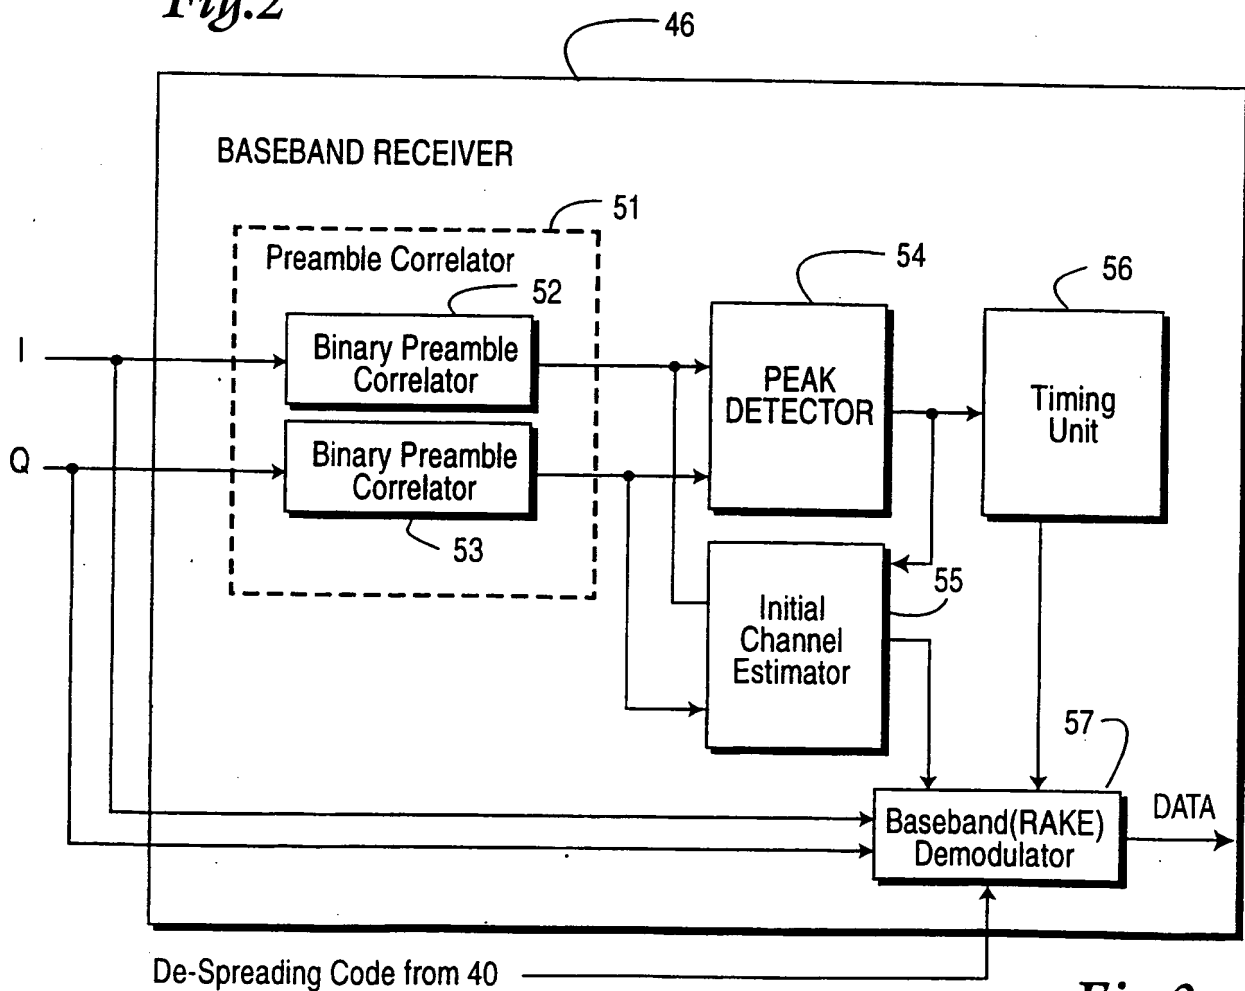 Fig.2
46
BASEBAND RECEIVER
51
Preamble Correlator
52
54
56
I
Binary Preamble
Correlator
PEAK
DETECTOR
Timing
Unit
Q
Binary Preamble
Correlator
53
55
Initial
Channel
Estimator
57
Baseband(RAKE)
Demodulator
DATA
De-Spreading Code from 40